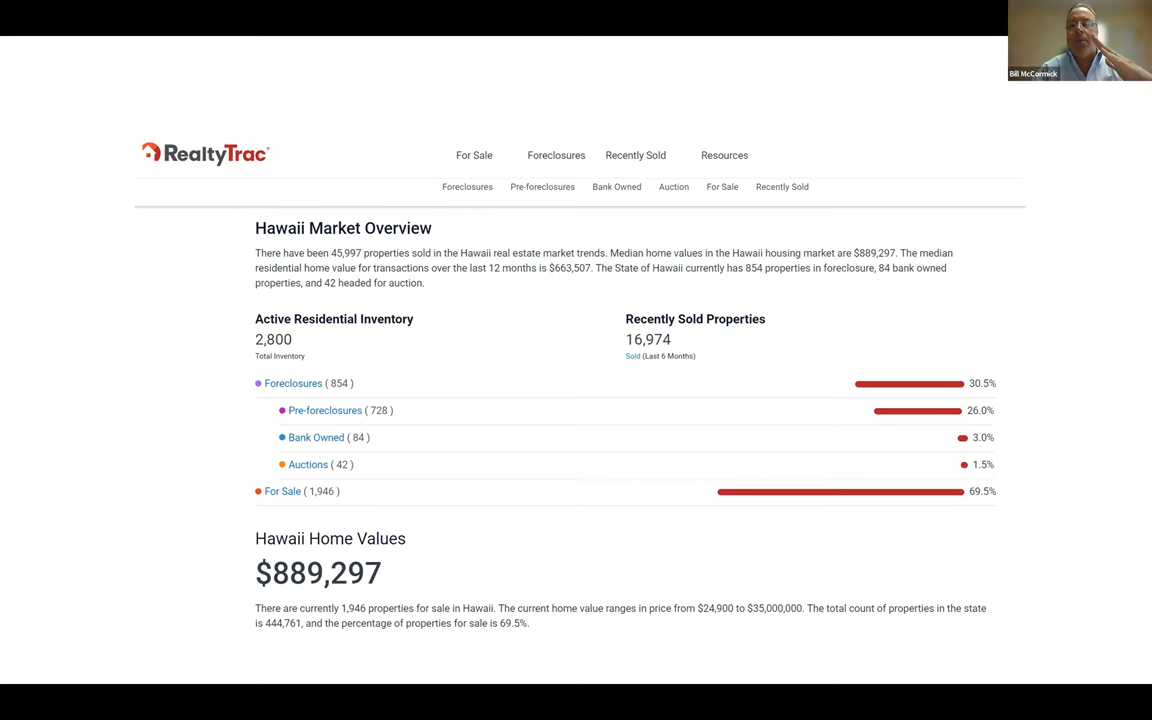 Bill McCormick
RealtyTrac
For Sale Foreclosures Recently Sold Resources
Foreclosures Pre-foreclosures Bank Owned Auction For Sale Recently Sold
Hawaii Market Overview
There have been 45,997 properties sold in the Hawaii real estate market trends. Median home values in the Hawaii housing market are $889,297. The median
residential home value for transactions over the last 12 months is $663,507. The State of Hawaii currently has 854 properties in foreclosure, 84 bank owned
properties, and 42 headed for auction.
Active Residential Inventory Recently Sold Properties
2,800 16,974
Total Inventory Sold (Last 6 Months)
Foreclosures ( 854 ) 30.5%
Pre-foreclosures ( 728 ) 26.0%
Bank Owned ( 84 ) 3.0%
Auctions ( 42 ) 1.5%
For Sale ( 1,946 ) 69.5%
Hawaii Home Values
$889,297
There are currently 1,946 properties for sale in Hawaii. The current home value ranges in price from $24,900 to $35,000,000. The total count of properties in the state
is 444,761, and the percentage of properties for sale is 69.5%.